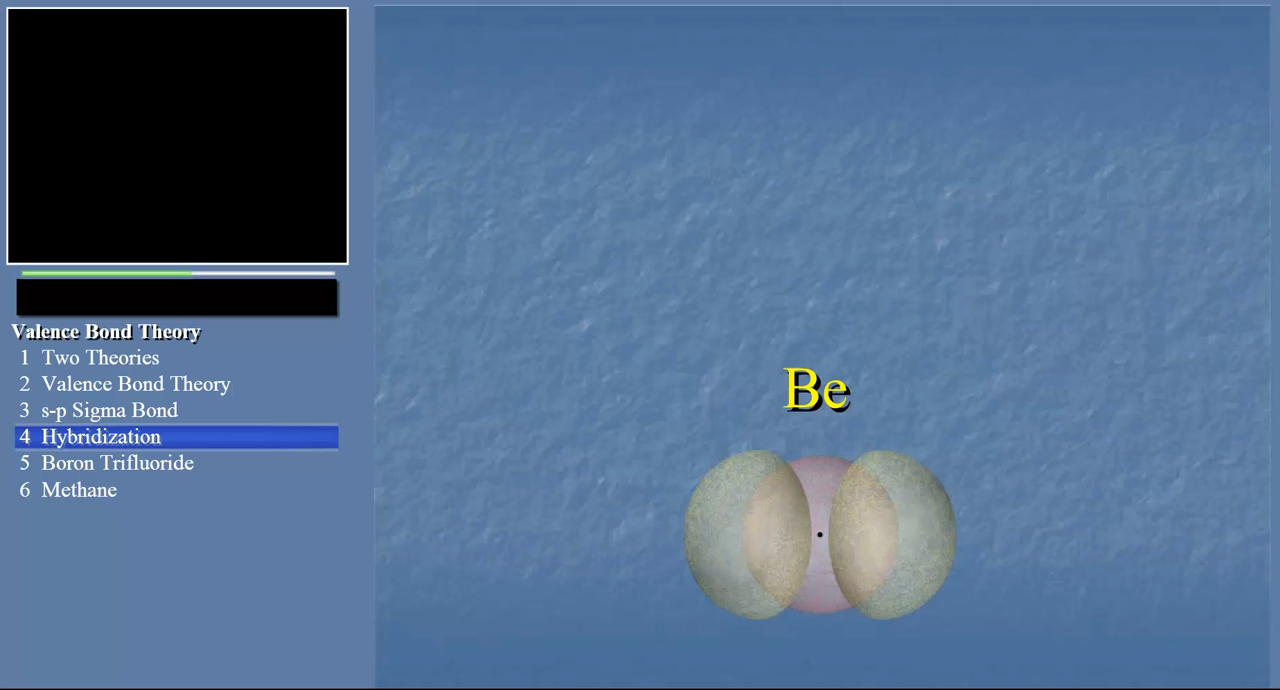 Valence Bond Theory
1 Two Theories
2 Valence Bond Theory
3 s-p Sigma Bond
4 Hybridization
5 Boron Trifluoride
6 Methane
Be